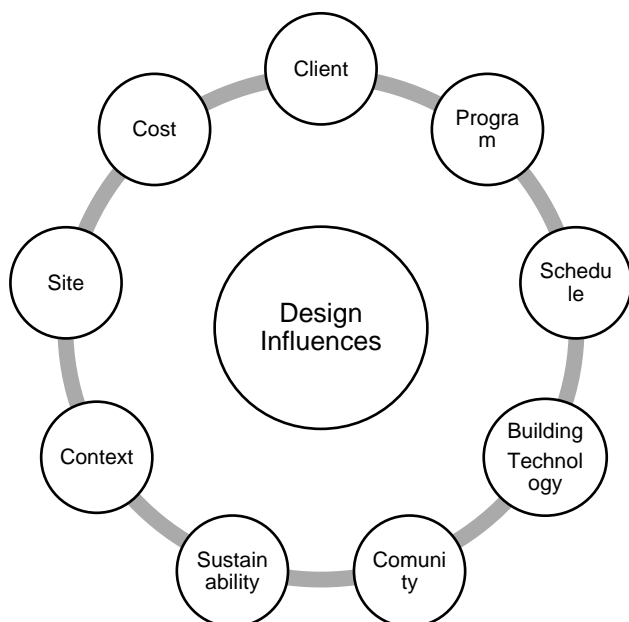 Client
Progra
m
Schedu
le
Building
Technol
ogy
Comuni
ty
Sustain
ability
Context
Site
Cost
Design
Influences